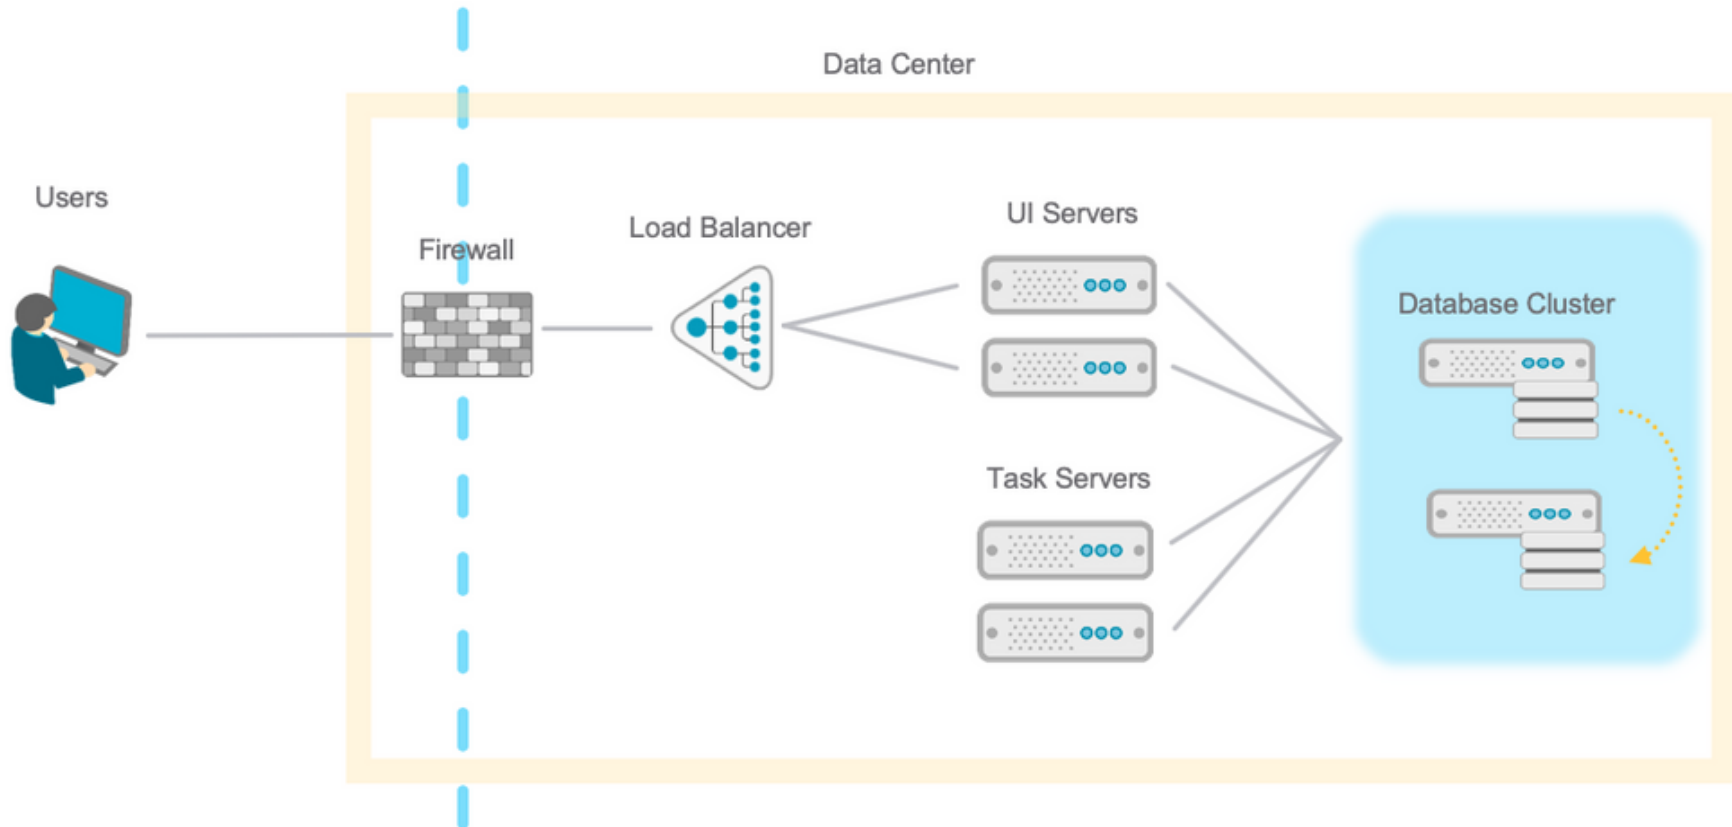 Data Center
Users
Firewall
Load Balancer
UI Servers
Database Cluster
Task Servers